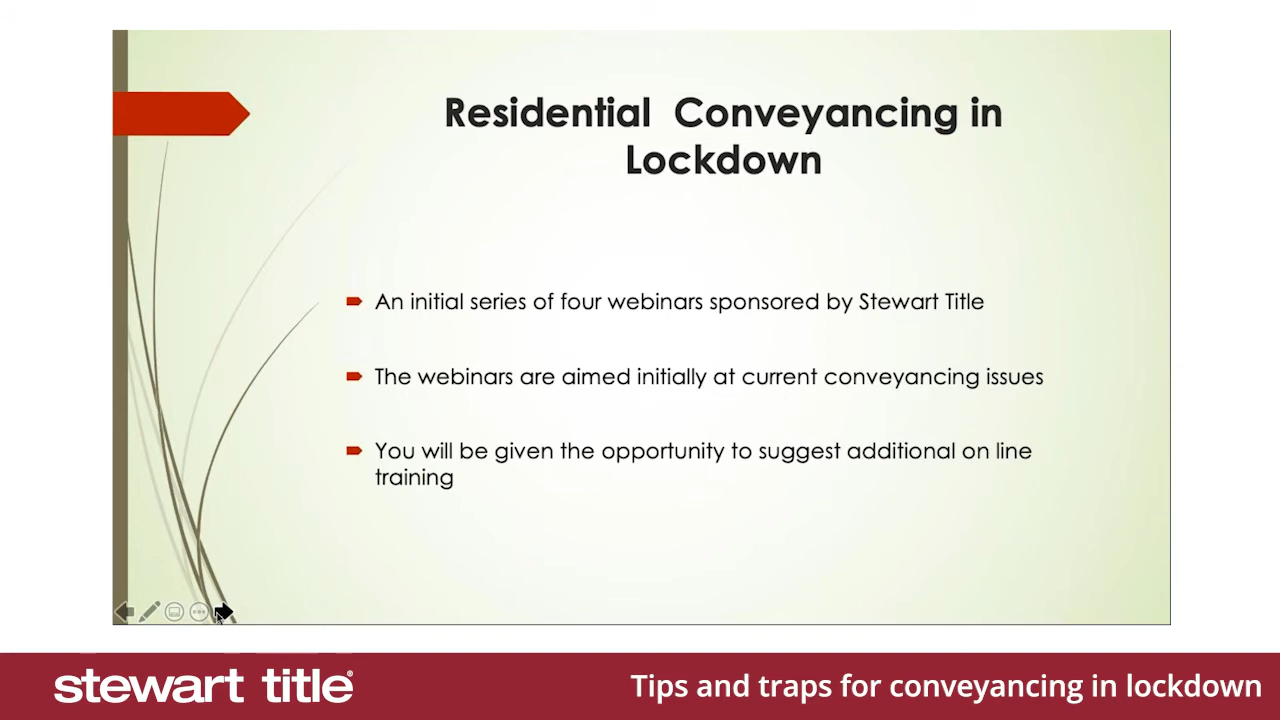 Residential Conveyancing in
Lockdown
An initial series of four webinars sponsored by Stewart Title
The webinars are aimed initially at current conveyancing issues
You will be given the opportunity to suggest additional on line
training
stewart title®
Tips and traps for conveyancing in lockdown